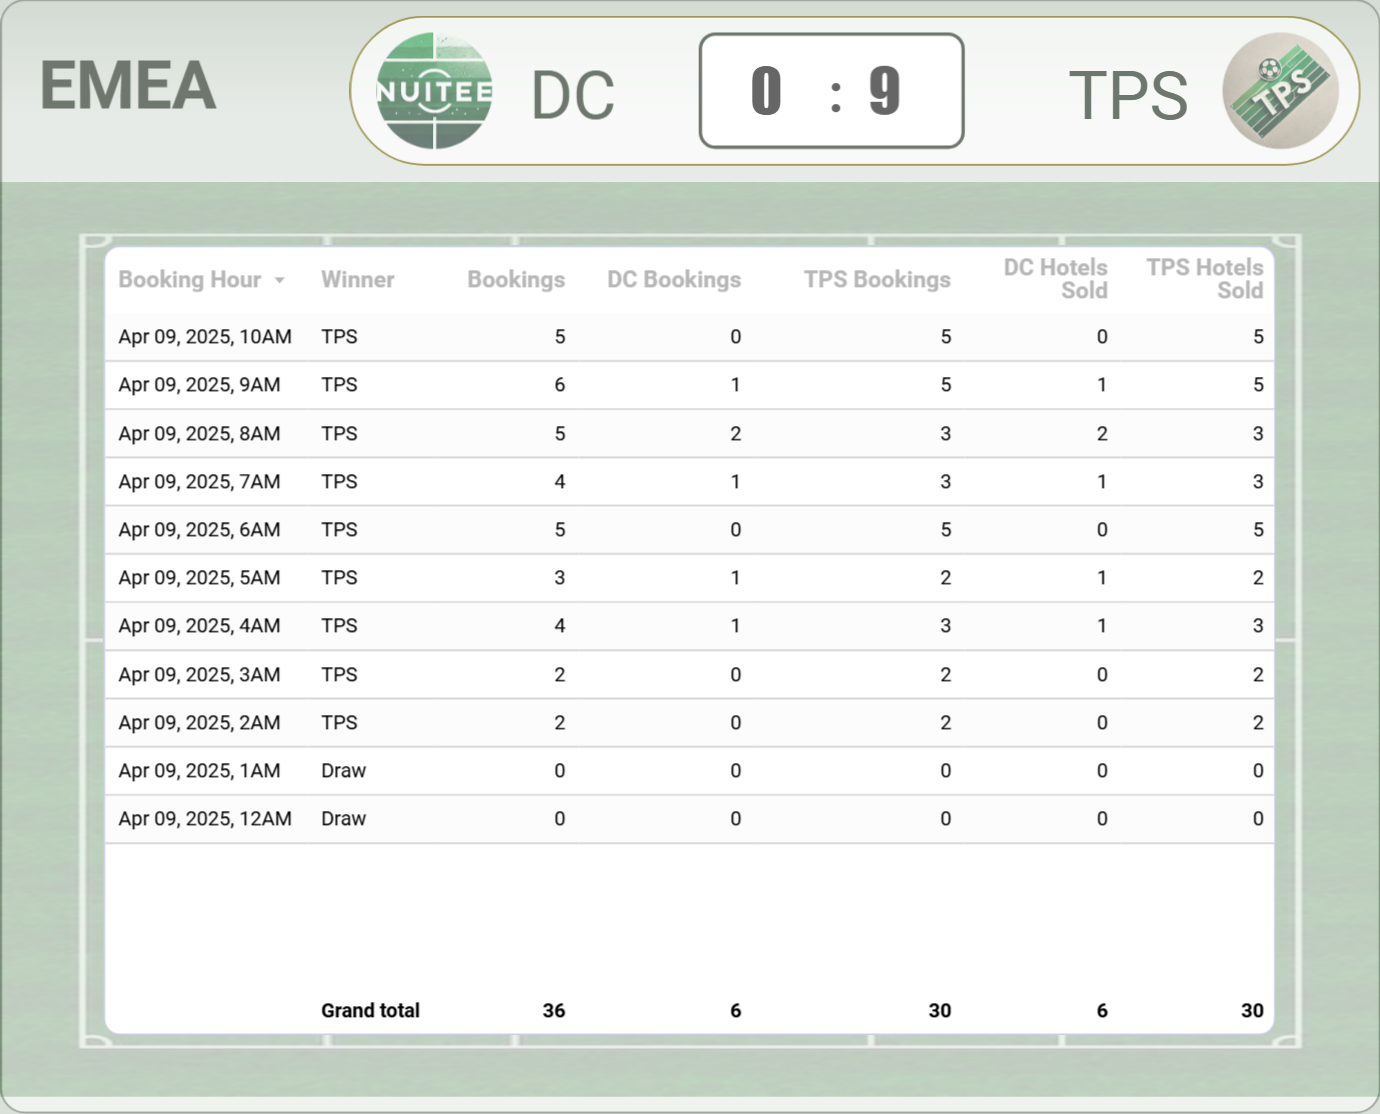 EMEA
NUITEE
DC
0 : 9
TPS
TPS
Booking Hour Winner Bookings DC Bookings TPS Bookings DC Hotels Sold TPS Hotels Sold
Apr 09, 2025, 10AM TPS 5 0 5 0 5
Apr 09, 2025, 9AM TPS 6 1 5 1 5
Apr 09, 2025, 8AM TPS 5 2 3 2 3
Apr 09, 2025, 7AM TPS 4 1 3 1 3
Apr 09, 2025, 6AM TPS 5 0 5 0 5
Apr 09, 2025, 5AM TPS 3 1 2 1 2
Apr 09, 2025, 4AM TPS 4 1 3 1 3
Apr 09, 2025, 3AM TPS 2 0 2 0 2
Apr 09, 2025, 2AM TPS 2 0 2 0 2
Apr 09, 2025, 1AM Draw 0 0 0 0 0
Apr 09, 2025, 12AM Draw 0 0 0 0 0
Grand total 36 6 30 6 30